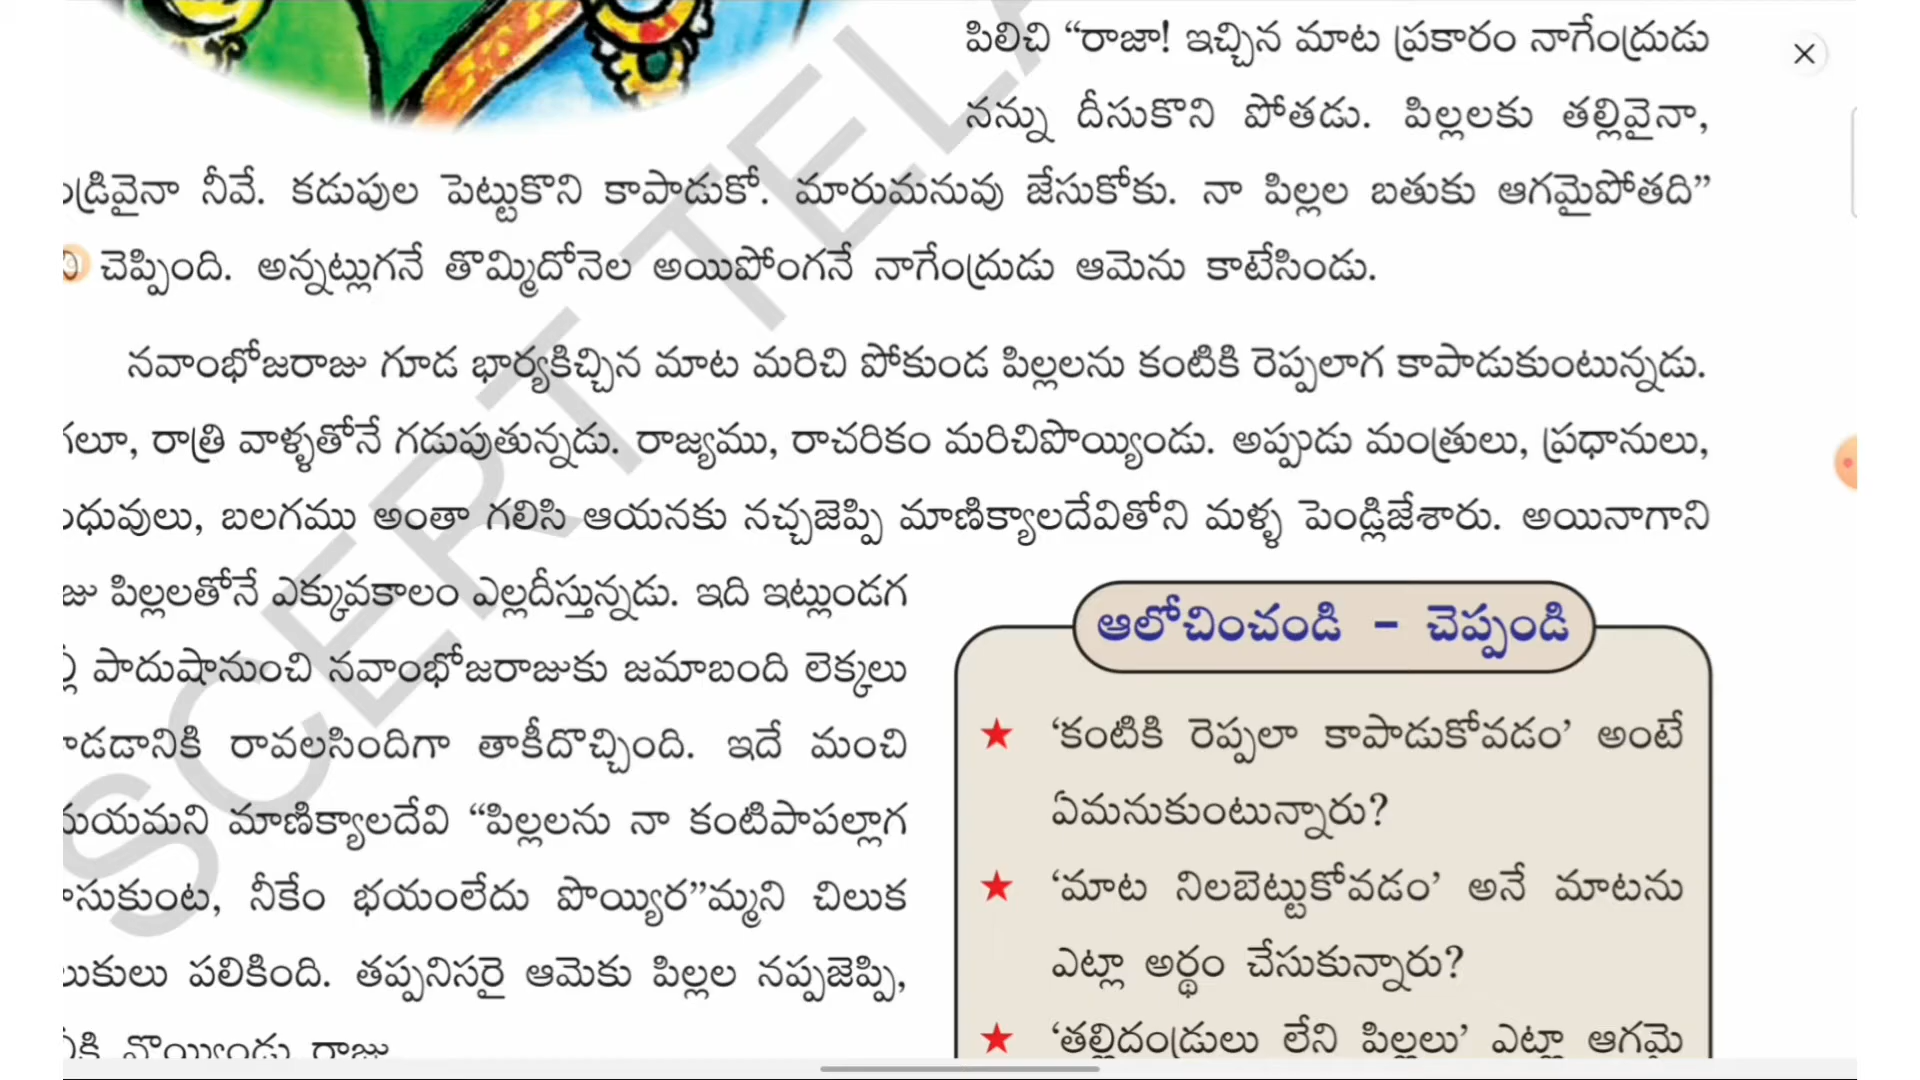 పిలిచి “రాజా! ఇచ్చిన మాట ప్రకారం నాగేంద్రుడు
నన్ను దీసుకొని పోతడు. పిల్లలకు తల్లివైనా,
నీవే. కడుపుల పెట్టుకొని కాపాడుకో. మారుమనువు జేసుకోకు. నా పిల్లల బతుకు ఆగమైపోతది”
చెప్పింది. అన్నట్లుగనే తొమ్మిదోనెల అయిపోంగనే నాగేంద్రుడు ఆమెను కాటేసిండు.
నవాంభోజరాజు గూడ భార్యకిచ్చిన మాట మరిచి పోకుండ పిల్లలను కంటికి రెప్పలాగ కాపాడుకుంటున్నడు.
రాత్రి వాళ్ళతోనే గడుపుతున్నడు. రాజ్యము, రాచరికం మరిచిపొయ్యిండు. అప్పుడు మంత్రులు, ప్రధానులు,
బలగము అంతా గలిసి ఆయనకు నచ్చజెప్పి మాణిక్యాలదేవితోని మళ్ళ పెండ్లిజేశారు. అయినాగాని
పిల్లలతోనే ఎక్కువకాలం ఎల్లదీస్తున్నడు. ఇది ఇట్లుండగ
పాదుషానుంచి నవాంభోజరాజుకు జమాబంది లెక్కలు
రావలసిందిగా తాకీదొచ్చింది. ఇదే మంచి
మాణిక్యాలదేవి “పిల్లలను నా కంటిపాపల్లాగ
నీకేం భయంలేదు పొయ్యిర”మ్మని చిలుక
పలికింది. తప్పనిసరై ఆమెకు పిల్లల నప్పజెప్పి,
వొయ్యిండు రాజు
ఆలోచించండి - చెప్పండి
★ ‘కంటికి రెప్పలా కాపాడుకోవడం’ అంటే
ఏమనుకుంటున్నారు?
★ ‘మాట నిలబెట్టుకోవడం’ అనే మాటను
ఎట్లా అర్థం చేసుకున్నారు?
★ ‘తల్లిదండ్రులు లేని పిల్లలు’ ఎట్లా ఆగమై
SCERT TELA